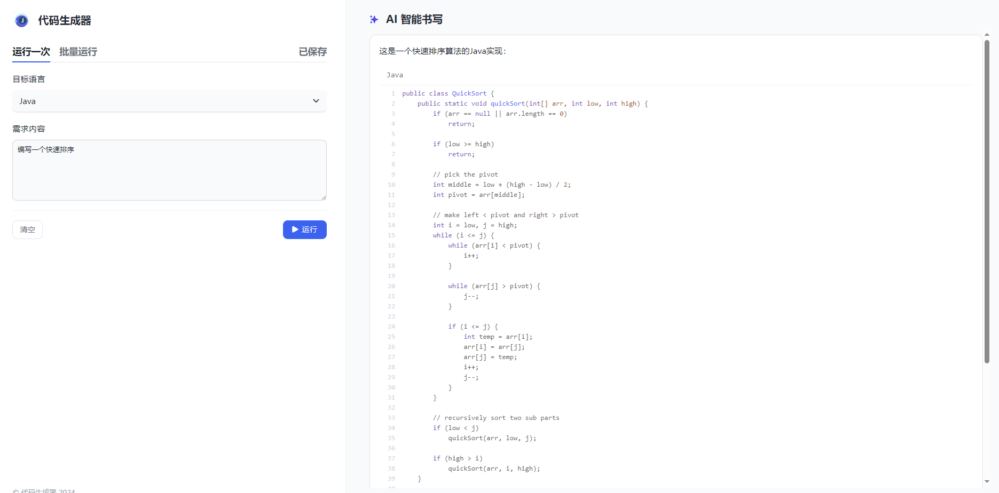 代码生成器
运行一次 批量运行 已保存
目标语言
Java
需求内容
编写一个快速排序
清空 运行
© 代码生成器 2024
AI 智能书写
这是一个快速排序算法的Java实现：
Java
1 public class QuickSort {
2     public static void quickSort(int[] arr, int low, int high) {
3         if (arr == null || arr.length == 0)
4             return;
5
6         if (low >= high)
7             return;
8
9         // pick the pivot
10         int middle = low + (high - low) / 2;
11         int pivot = arr[middle];
12
13         // make left < pivot and right > pivot
14         int i = low, j = high;
15         while (i <= j) {
16             while (arr[i] < pivot) {
17                 i++;
18             }
19
20             while (arr[j] > pivot) {
21                 j--;
22             }
23
24             if (i <= j) {
25                 int temp = arr[i];
26                 arr[i] = arr[j];
27                 arr[j] = temp;
28                 i++;
29                 j--;
30             }
31         }
32
33         // recursively sort two sub parts
34         if (low < j)
35             quickSort(arr, low, j);
36
37         if (high > i)
38             quickSort(arr, i, high);
39     }